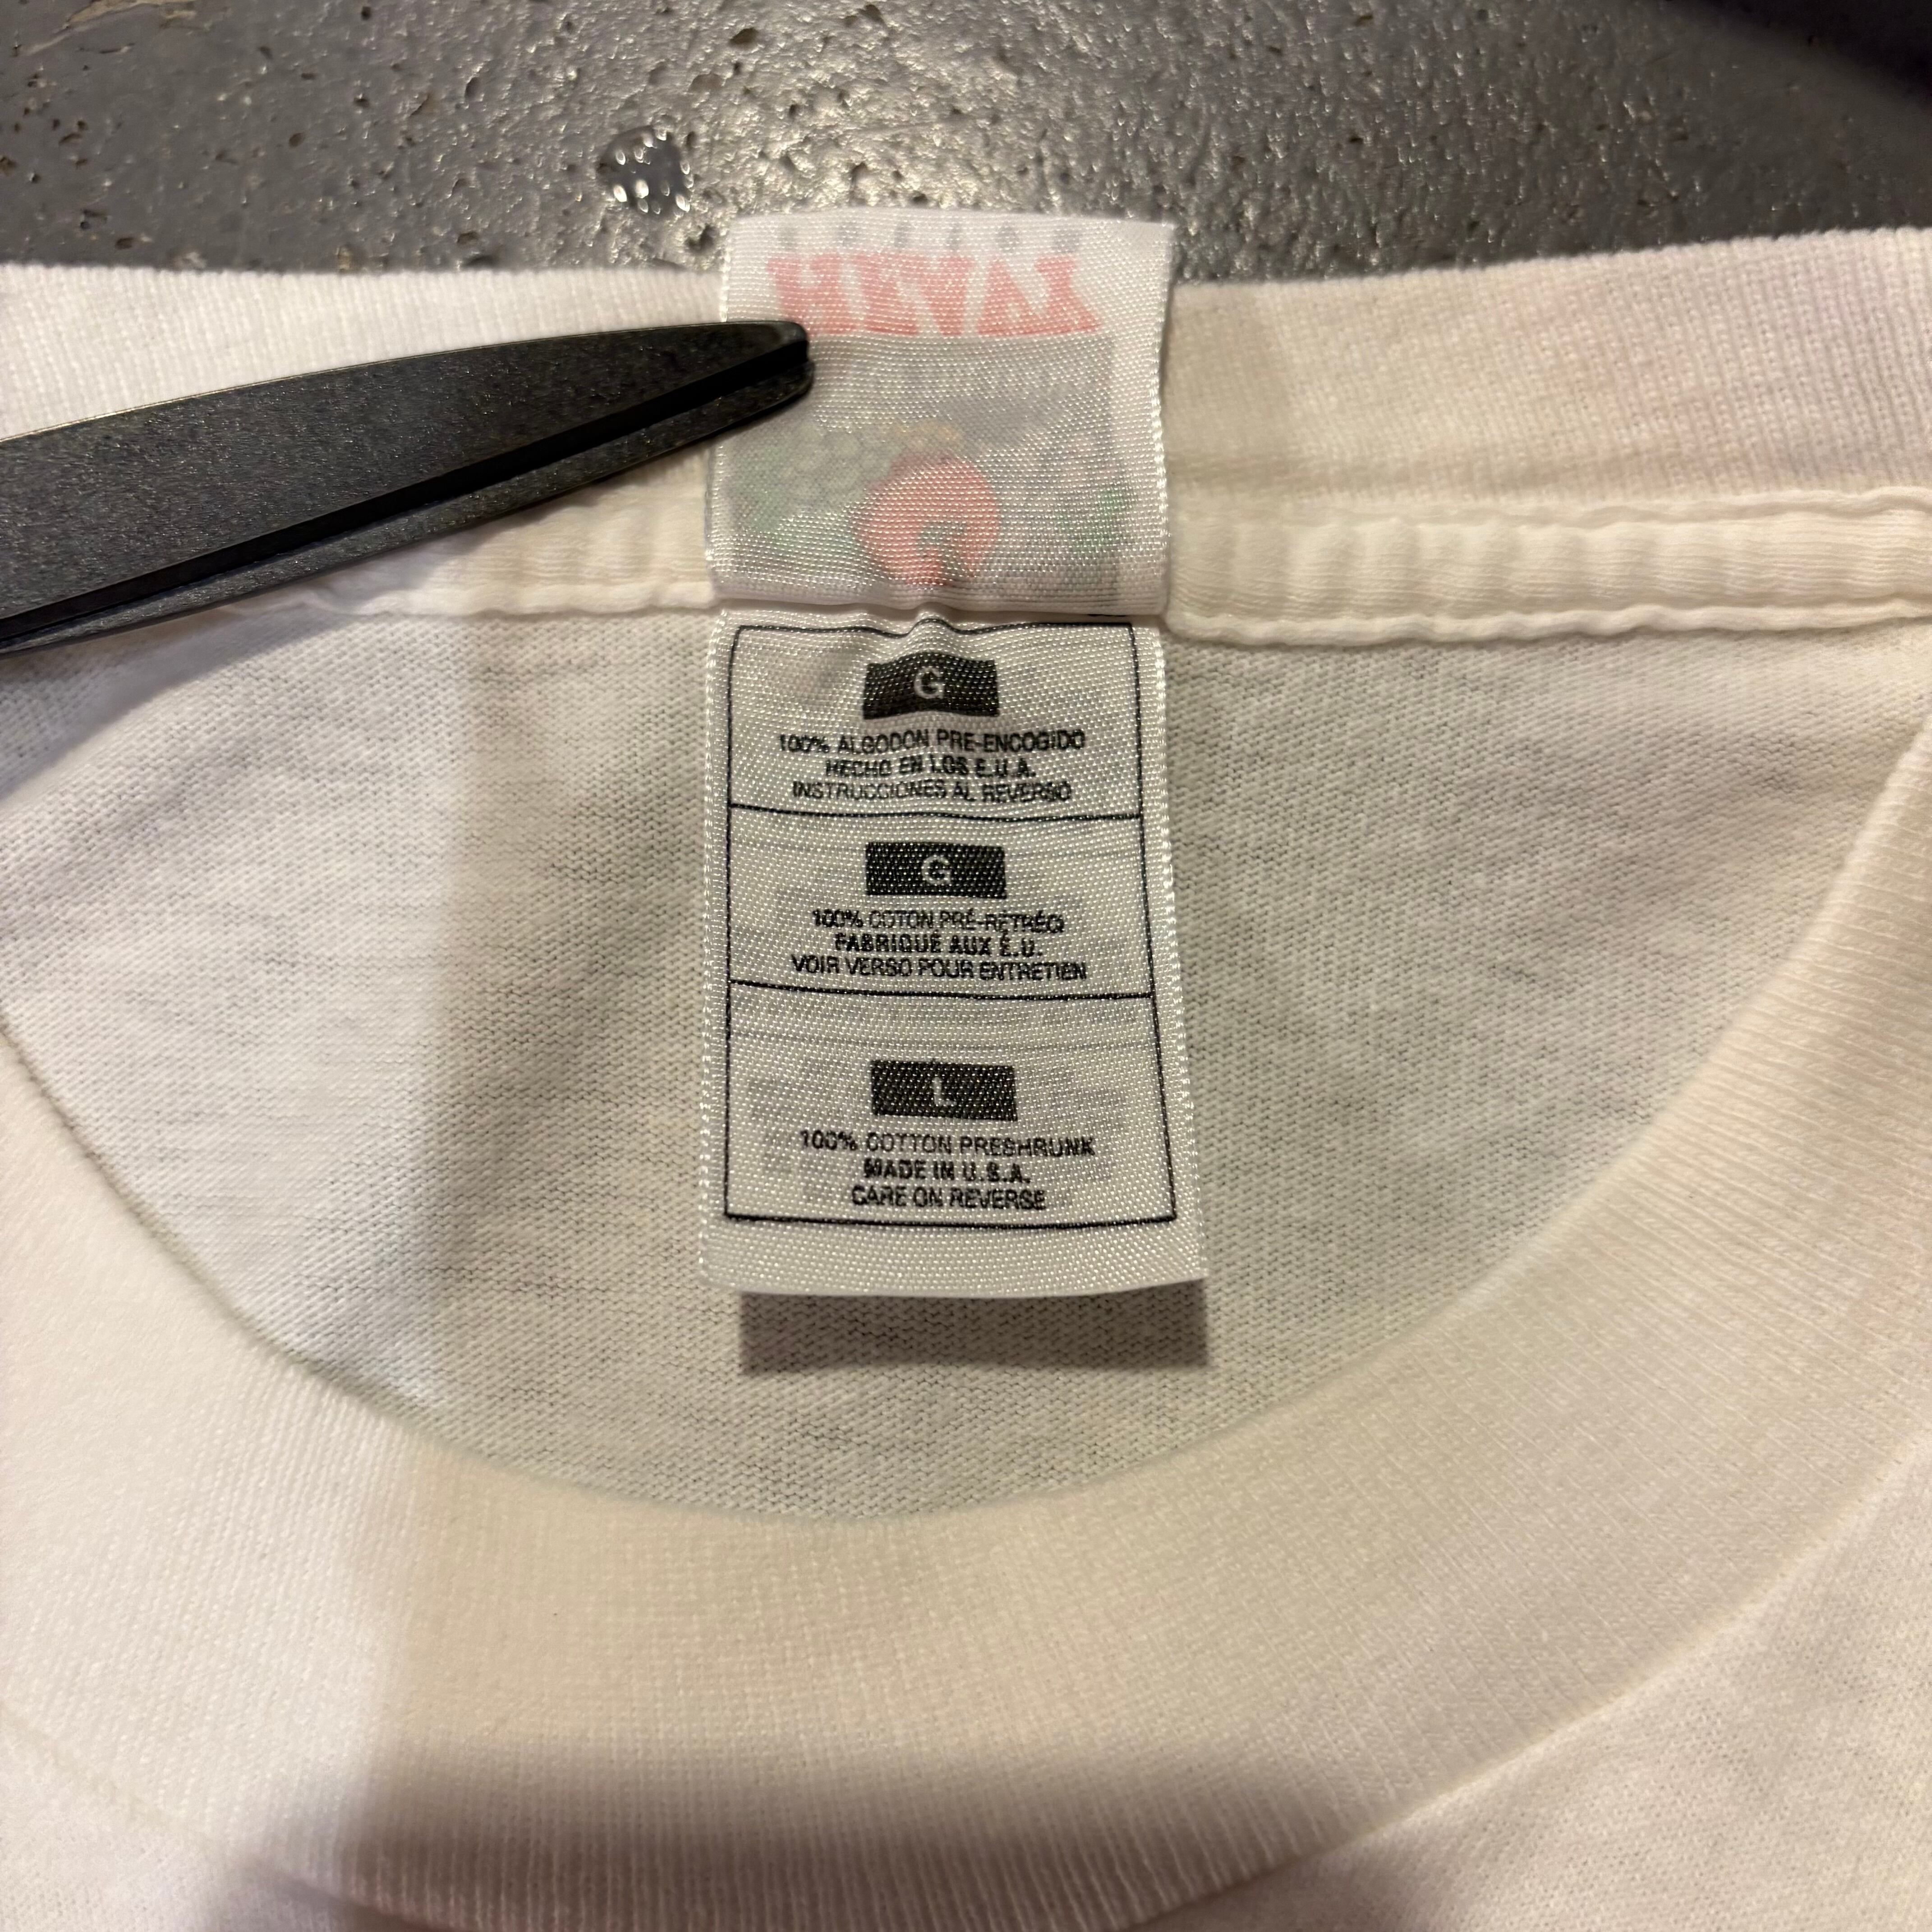 G
100% ALGODON PRE-ENCOGIDO
HECHO EN LOS E.U.A.
INSTRUCCIONES AL REVERSO
G
100% COTON PRÉ-RÉTRÉCI
FABRIQUÉ AUX É.U.
VOIR VERSO POUR ENTRETIEN
L
100% COTTON PRESHRUNK
MADE IN U.S.A.
CARE ON REVERSE